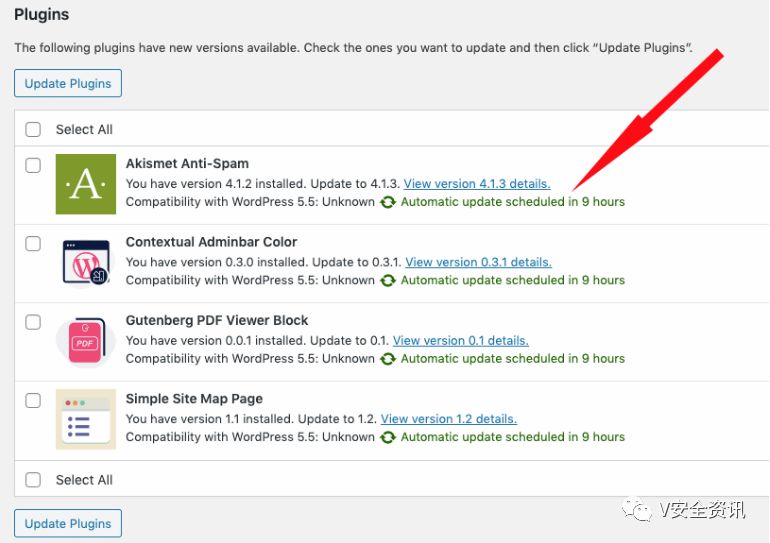 Plugins
The following plugins have new versions available. Check the ones you want to update and then click “Update Plugins”.
Update Plugins
Select All
Akismet Anti-Spam
You have version 4.1.2 installed. Update to 4.1.3. View version 4.1.3 details.
Compatibility with WordPress 5.5: Unknown Automatic update scheduled in 9 hours
Contextual Adminbar Color
You have version 0.3.0 installed. Update to 0.3.1. View version 0.3.1 details.
Compatibility with WordPress 5.5: Unknown Automatic update scheduled in 9 hours
Gutenberg PDF Viewer Block
PDF
You have version 0.0.1 installed. Update to 0.1. View version 0.1 details.
Compatibility with WordPress 5.5: Unknown Automatic update scheduled in 9 hours
Simple Site Map Page
You have version 1.1 installed. Update to 1.2. View version 1.2 details.
Compatibility with WordPress 5.5: Unknown Automatic update scheduled in 9 hours
Select All
Update Plugins
V安全资讯